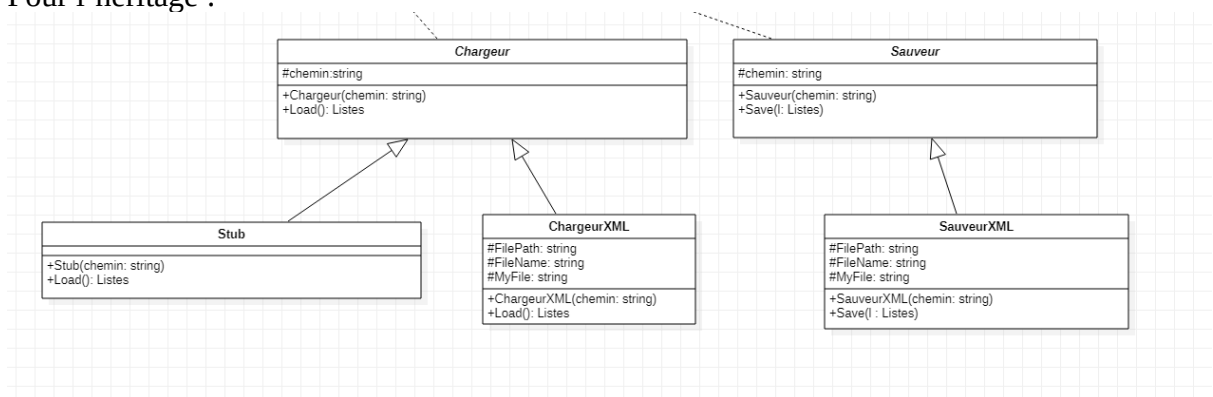 Pour l'héritage :
Chargeur
#chemin:string
+Chargeur(chemin: string)
+Load(): Listes
Sauveur
#chemin: string
+Sauveur(chemin: string)
+Save(l: Listes)
Stub
+Stub(chemin: string)
+Load(): Listes
ChargeurXML
#FilePath: string
#FileName: string
#MyFile: string
+ChargeurXML(chemin: string)
+Load(): Listes
SauveurXML
#FilePath: string
#FileName: string
#MyFile: string
+SauveurXML(chemin: string)
+Save(l : Listes)